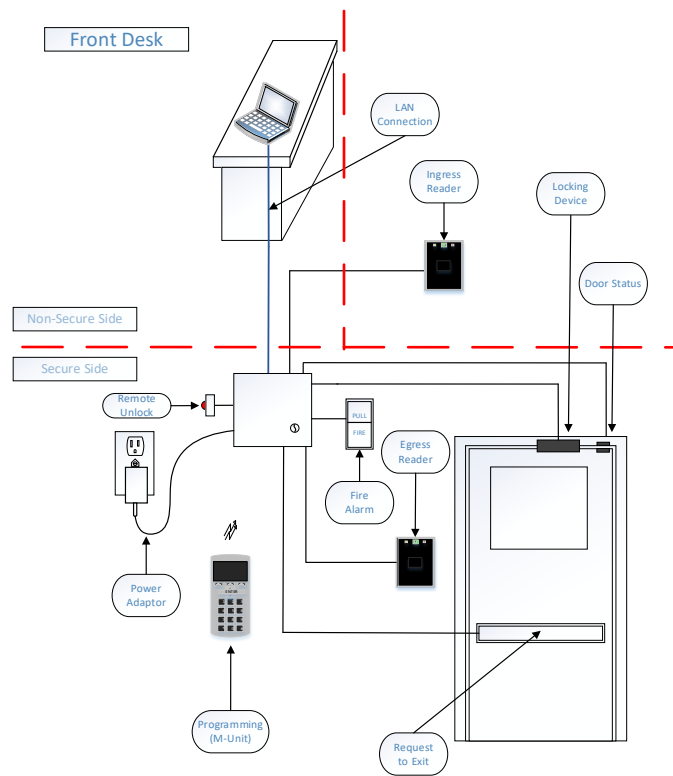 Front Desk
LAN
Connection
Ingress
Reader
Locking
Device
Door Status
Non-Secure Side
Secure Side
Remote
Unlock
PULL
FIRE
Egress
Reader
Fire
Alarm
Power
Adaptor
Programming
(M-Unit)
Request
to Exit